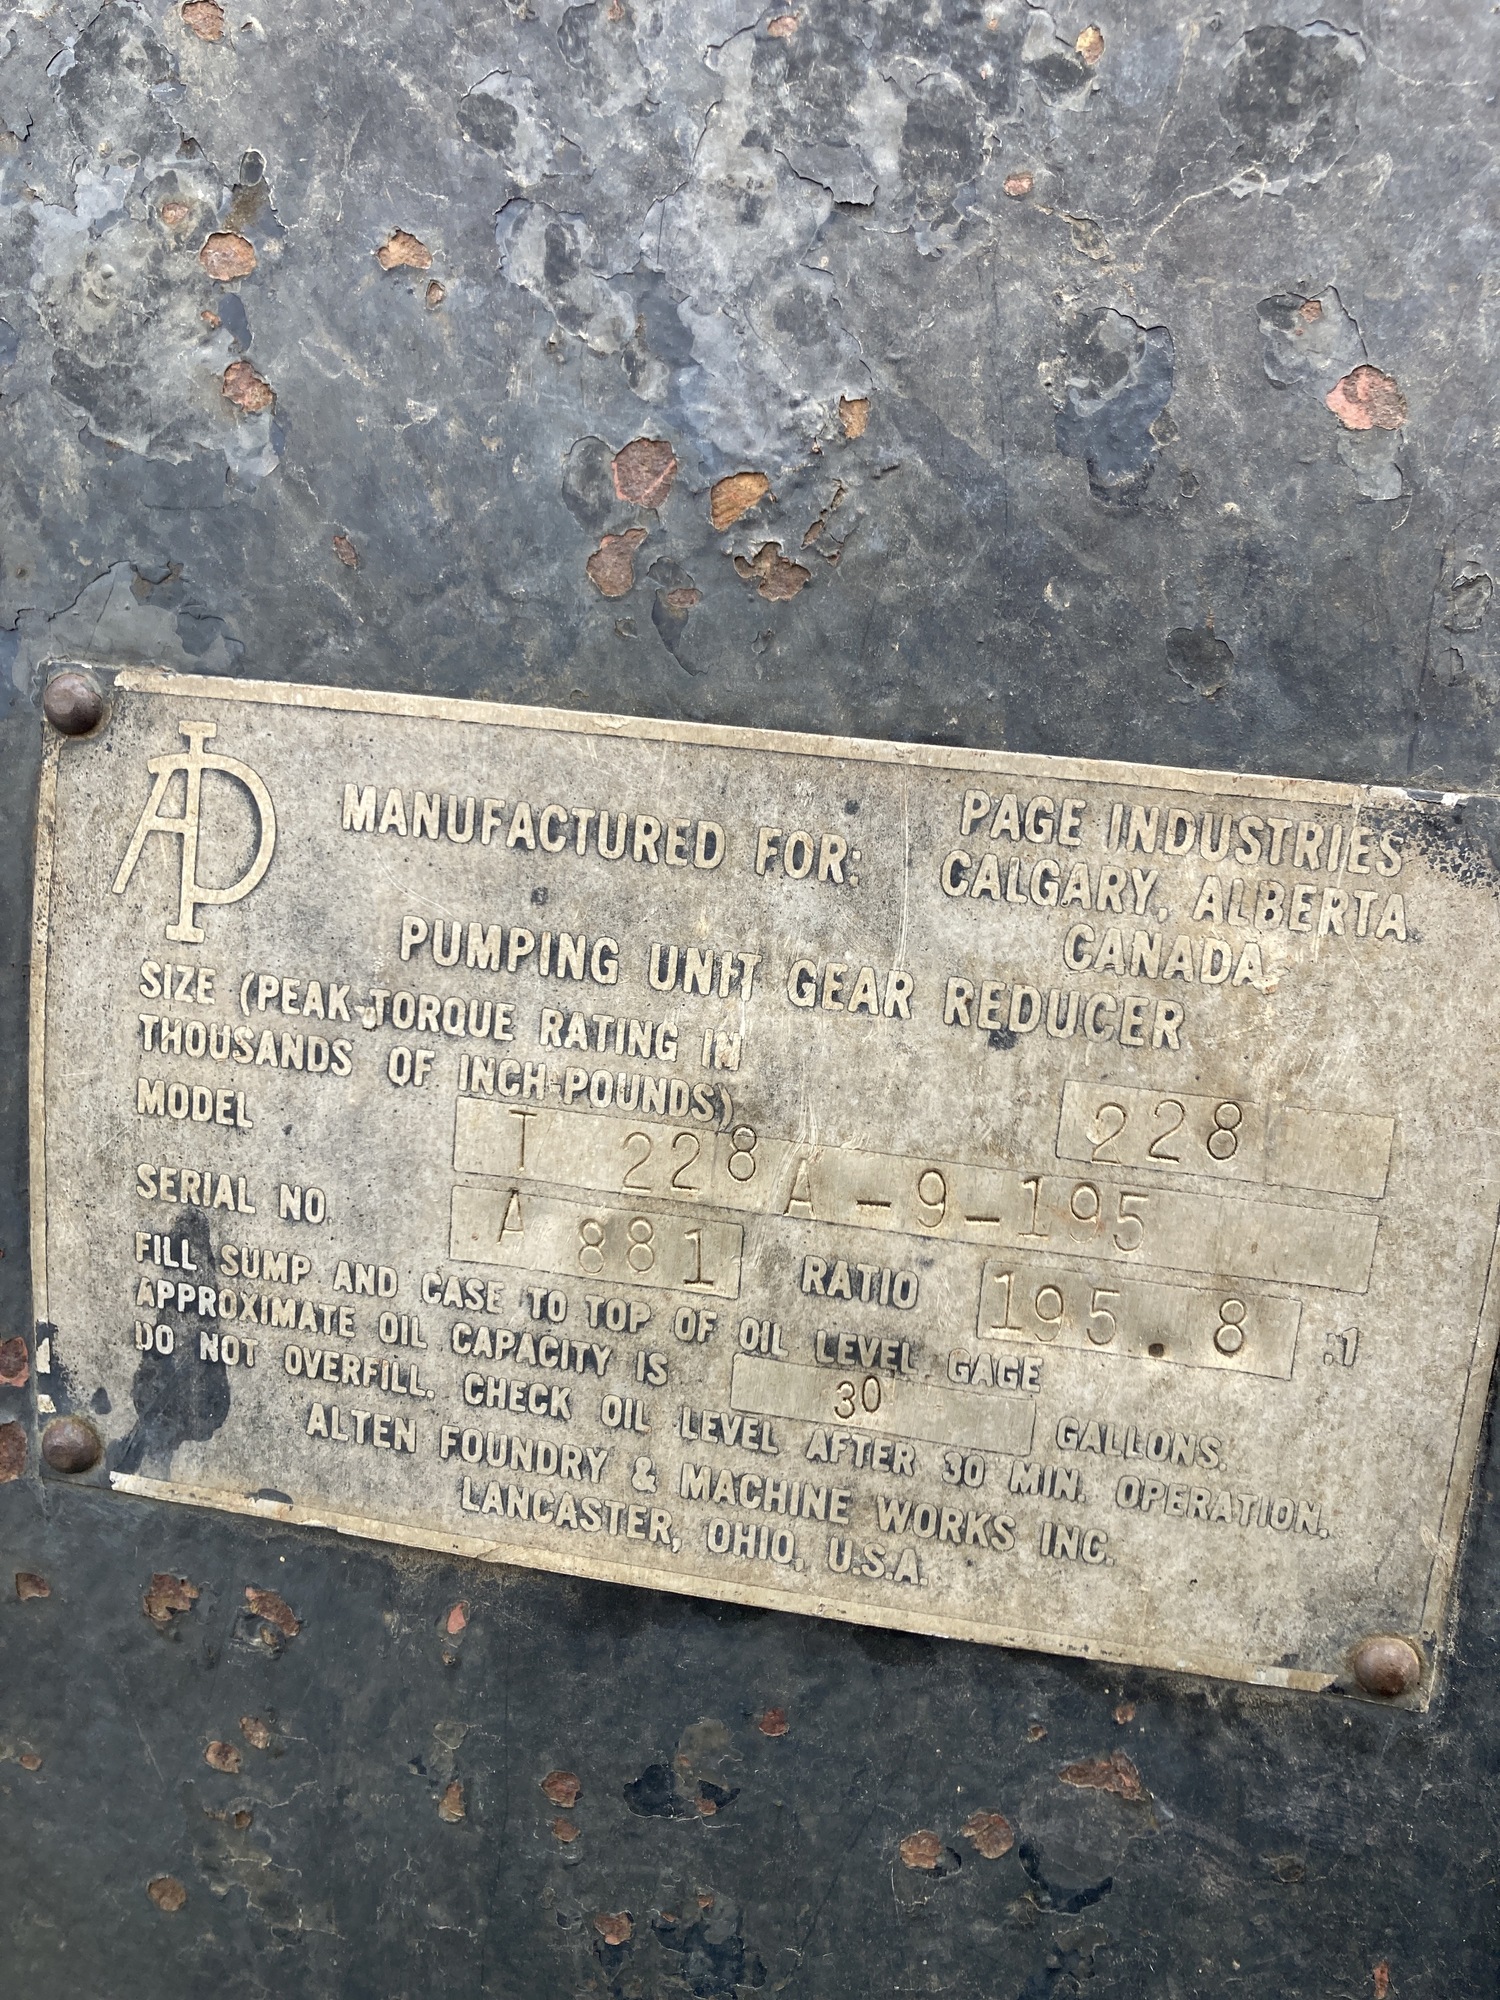 AP
MANUFACTURED FOR: PAGE INDUSTRIES
CALGARY, ALBERTA
CANADA
PUMPING UNIT GEAR REDUCER
SIZE (PEAK-TORQUE RATING IN
THOUSANDS OF INCH-POUNDS) 228
MODEL T 228A-9-195
SERIAL NO. A 881 RATIO 195.8 :1
FILL SUMP AND CASE TO TOP OF OIL LEVEL GAGE
APPROXIMATE OIL CAPACITY IS 30 GALLONS.
DO NOT OVERFILL. CHECK OIL LEVEL AFTER 30 MIN. OPERATION.
ALTEN FOUNDRY & MACHINE WORKS INC.
LANCASTER, OHIO, U.S.A.